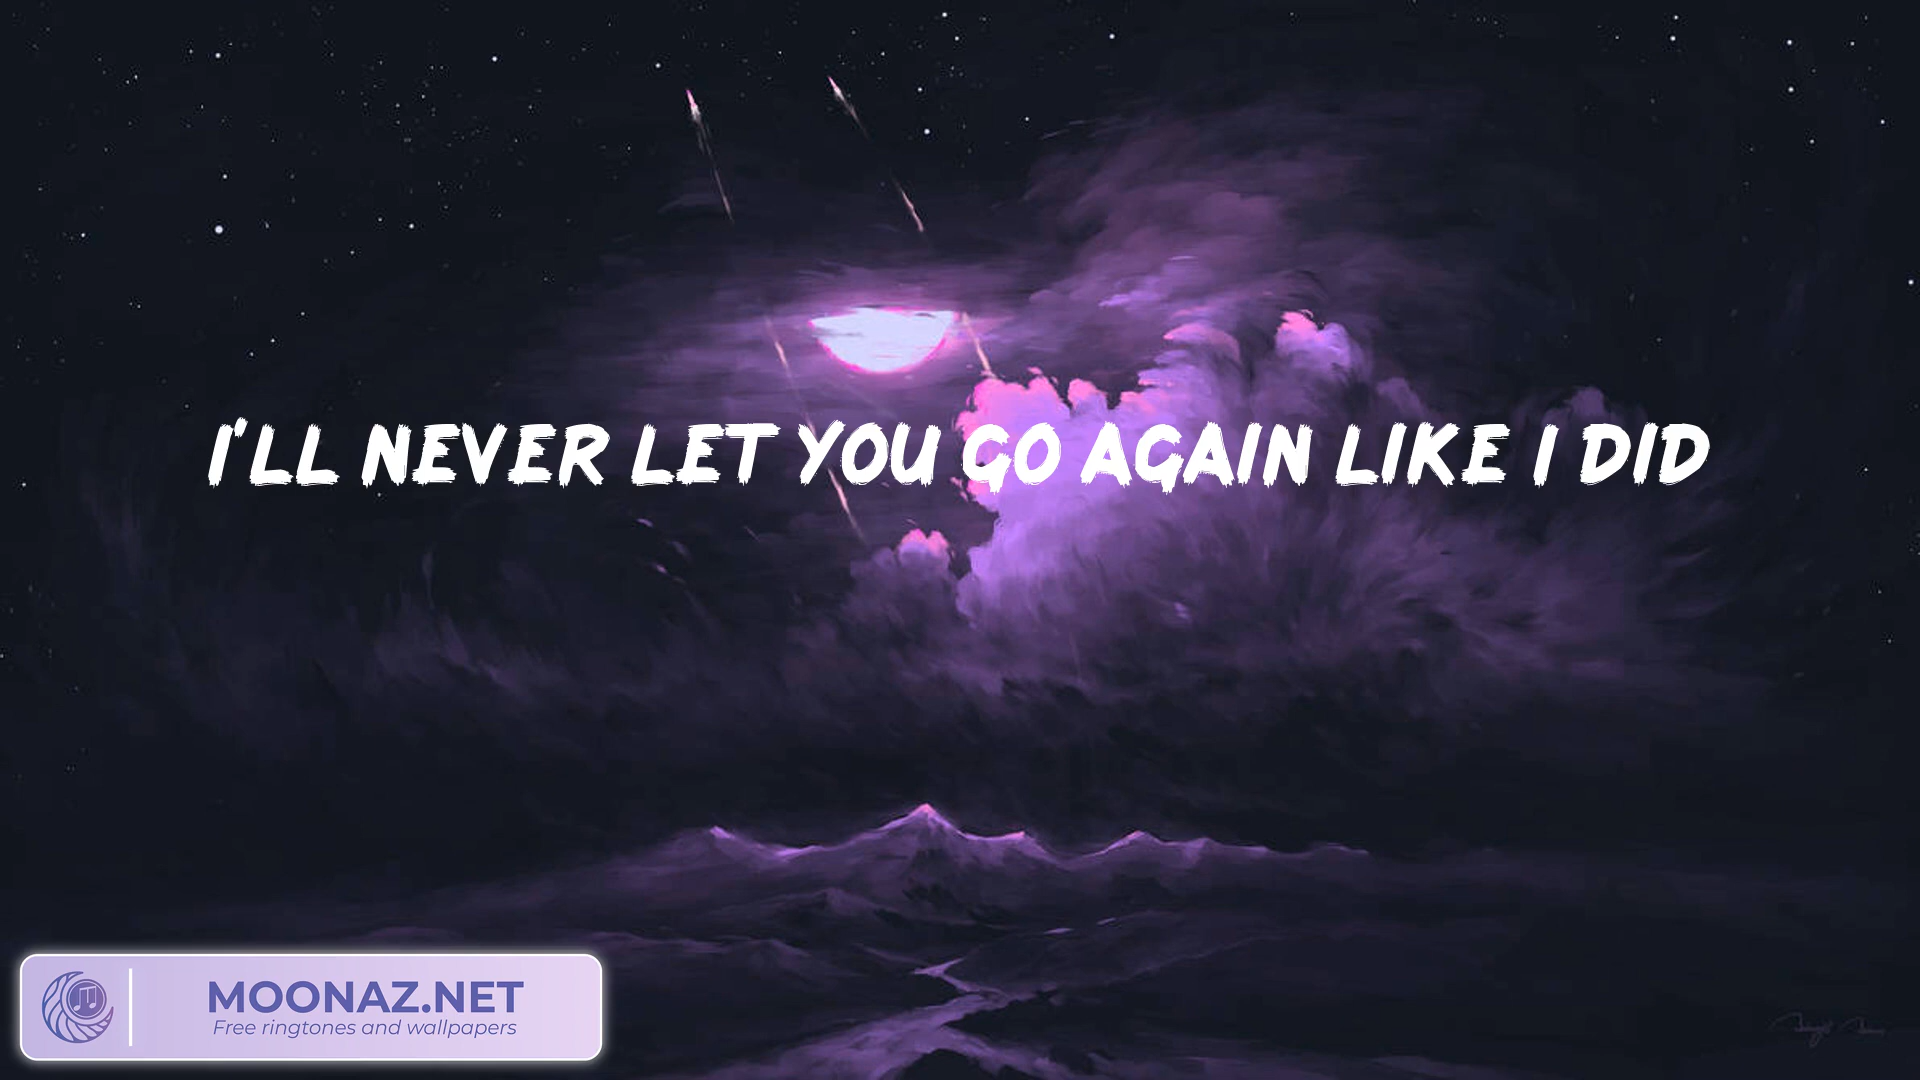 I'LL NEVER LET YOU GO AGAIN LIKE I DID
MOONAZ.NET
Free ringtones and wallpapers